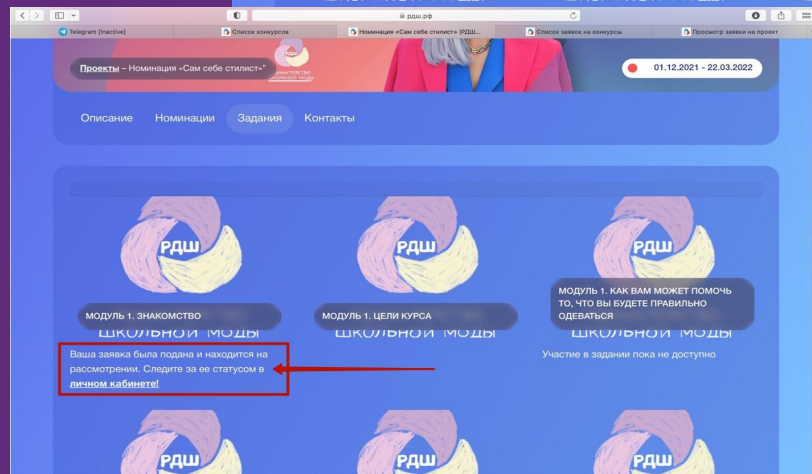 рдш.рф
Telegram [Inactive]
Список конкурсов
Номинация «Сам себе стилист» |РДШ...
Список заявок на конкурсы
Просмотр заявки на проект
Проекты – Номинация «Сам себе стилист»"
01.12.2021 - 22.03.2022
Описание Номинации Задания Контакты
РДШ
РДШ
РДШ
МОДУЛЬ 1. ЗНАКОМСТВО
ШКОЛЬНОЙ МОДЫ
МОДУЛЬ 1. ЦЕЛИ КУРСА
ШКОЛЬНОЙ МОДЫ
МОДУЛЬ 1. КАК ВАМ МОЖЕТ ПОМОЧЬ
ТО, ЧТО ВЫ БУДЕТЕ ПРАВИЛЬНО
ОДЕВАТЬСЯ
ШКОЛЬНОЙ МОДЫ
Ваша заявка была подана и находится на
рассмотрении. Следите за ее статусом в
личном кабинете!
Участие в задании пока не доступно
РДШ
РДШ
РДШ